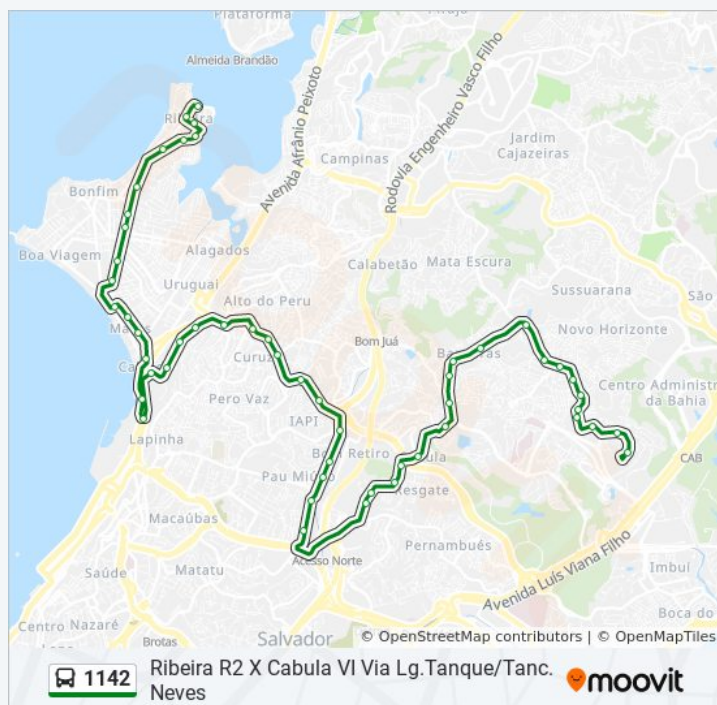 Plataforma
Almeida Brandão
Avenida Afrânio Peixoto
Rodovia Engenheiro Vasco Filho
Campinas
Jardim
Cajazeiras
Bonfim
Boa Viagem
Alagados
Calabetão
Mata Escura
Uruguai
Sussuarana
São
Alto do Peru
Novo Horizonte
Bom Juá
Centro Administr
da Bahia
Pero Vaz
IAPI
Lapinha
Retiro
CAB
Pau Miúdo
Resgate
Macaúbas
Acesso Norte
Pernambués
Avenida Luís Viana Filho
Saúde
Matatu
Imbuí
Boca do
Centro Nazaré
Brotas
Salvador
© OpenStreetMap contributors | © OpenMapTiles
1142
Ribeira R2 X Cabula VI Via Lg.Tanque/Tanc.
Neves
moovit